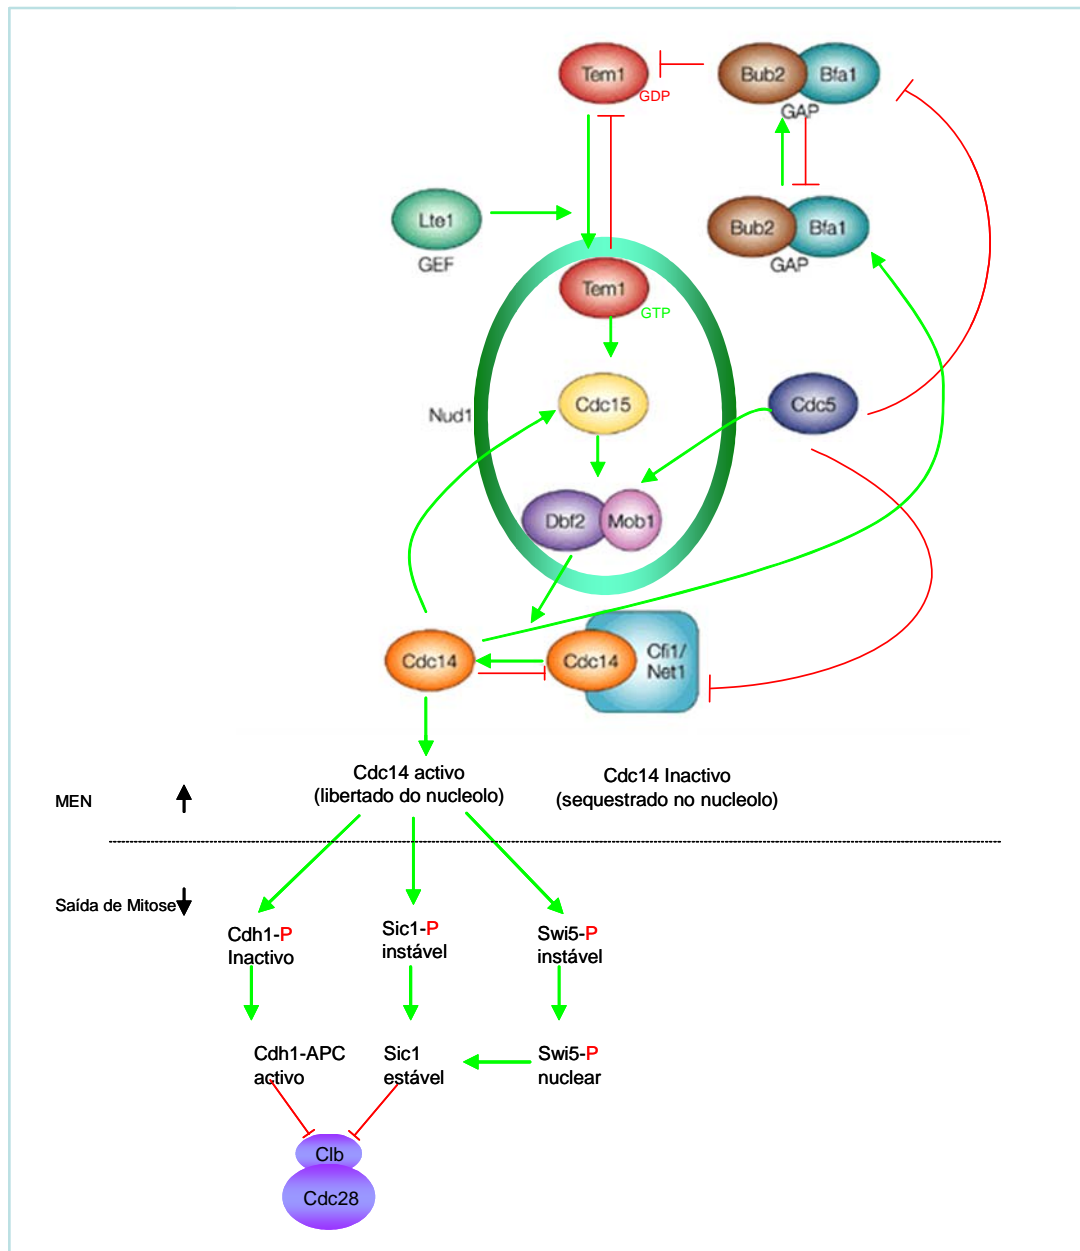 Tem1
GDP
Bub2
Bfa1
GAP
Lte1
GEF
Bub2
Bfa1
GAP
Tem1
GTP
Nud1
Cdc15
Cdc5
Dbf2
Mob1
Cdc14
Cdc14
Cfi1/
Net1
Cdc14 activo
(libertado do nucleolo)
Cdc14 Inactivo
(sequestrado no nucleolo)
MEN
Saída de Mitose
Cdh1-P
Inactivo
Sic1-P
instável
Swi5-P
instável
Cdh1-APC
activo
Sic1
estável
Swi5-P
nuclear
Clb
Cdc28